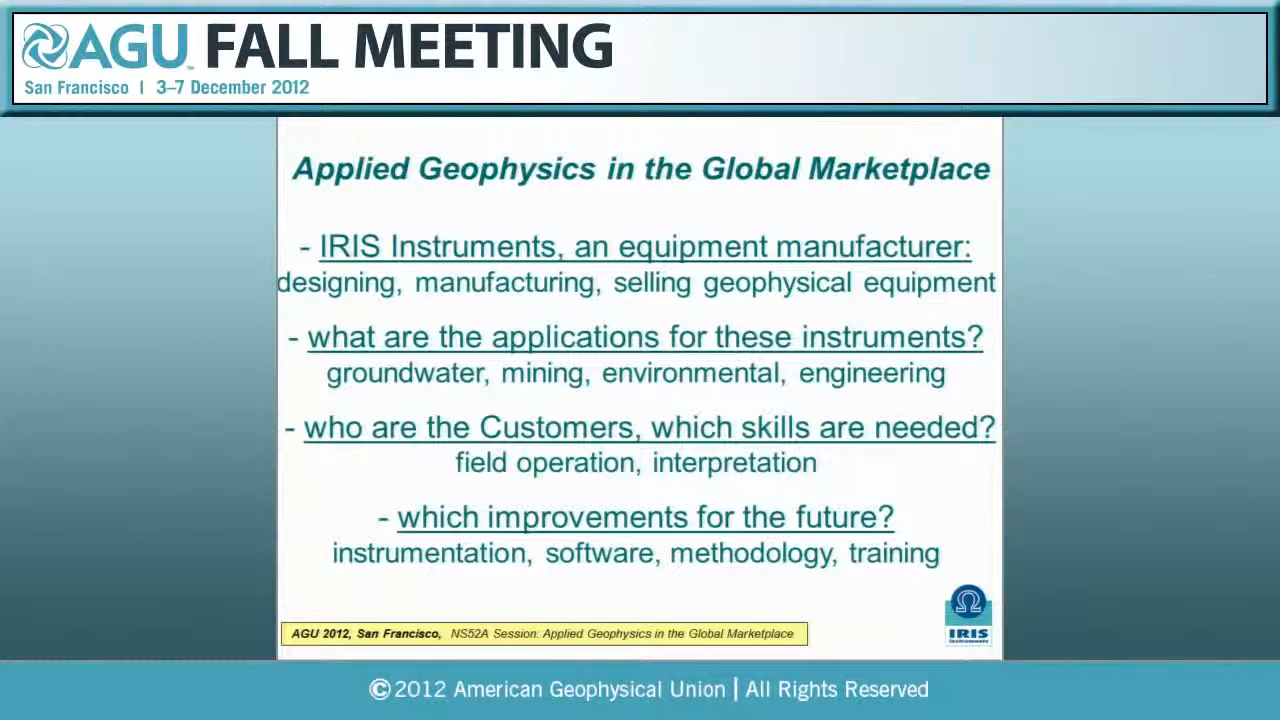 AGU FALL MEETING
San Francisco | 3–7 December 2012
Applied Geophysics in the Global Marketplace
- IRIS Instruments, an equipment manufacturer:
designing, manufacturing, selling geophysical equipment
- what are the applications for these instruments?
groundwater, mining, environmental, engineering
- who are the Customers, which skills are needed?
field operation, interpretation
- which improvements for the future?
instrumentation, software, methodology, training
Ω
IRIS
Instruments
AGU 2012, San Francisco, NS52A Session: Applied Geophysics in the Global Marketplace
©2012 American Geophysical Union | All Rights Reserved